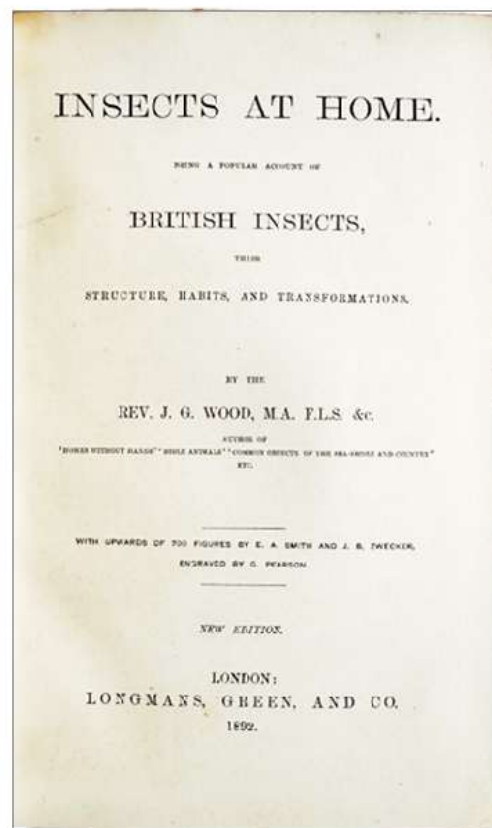 INSECTS AT HOME.
BEING A POPULAR ACCOUNT OF
BRITISH INSECTS,
THEIR
STRUCTURE, HABITS, AND TRANSFORMATIONS.
BY THE
REV. J. G. WOOD, M.A. F.L.S. &c.
AUTHOR OF
'HOMES WITHOUT HANDS' 'BIBLE ANIMALS' 'COMMON OBJECTS OF THE SEA-SHORE AND COUNTRY'
ETC.
WITH UPWARDS OF 700 FIGURES BY E. A. SMITH AND J. B. ZWECKER,
ENGRAVED BY G. PEARSON
NEW EDITION.
LONDON:
LONGMANS, GREEN, AND CO.
1892.